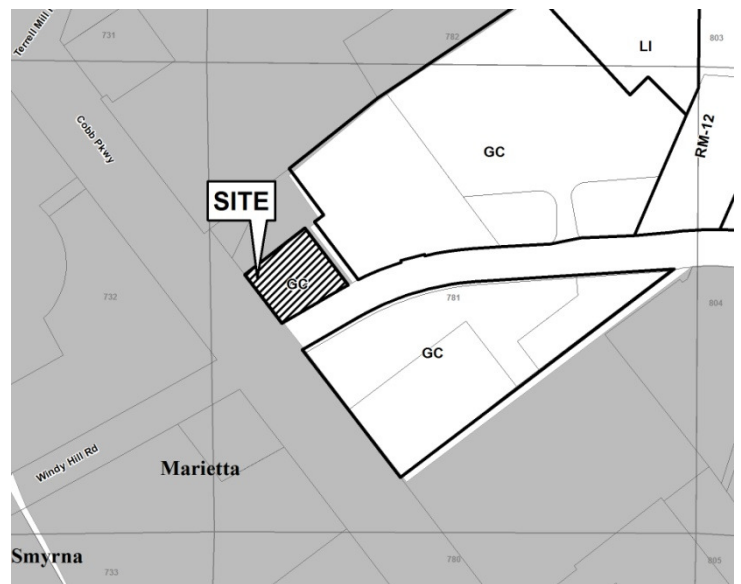 Terrell Mill
731
782
LI
803
Cobb Pkwy
GC
RM-12
SITE
GC
732
781
804
GC
Windy Hill Rd
Marietta
Smyrna
733
780
805